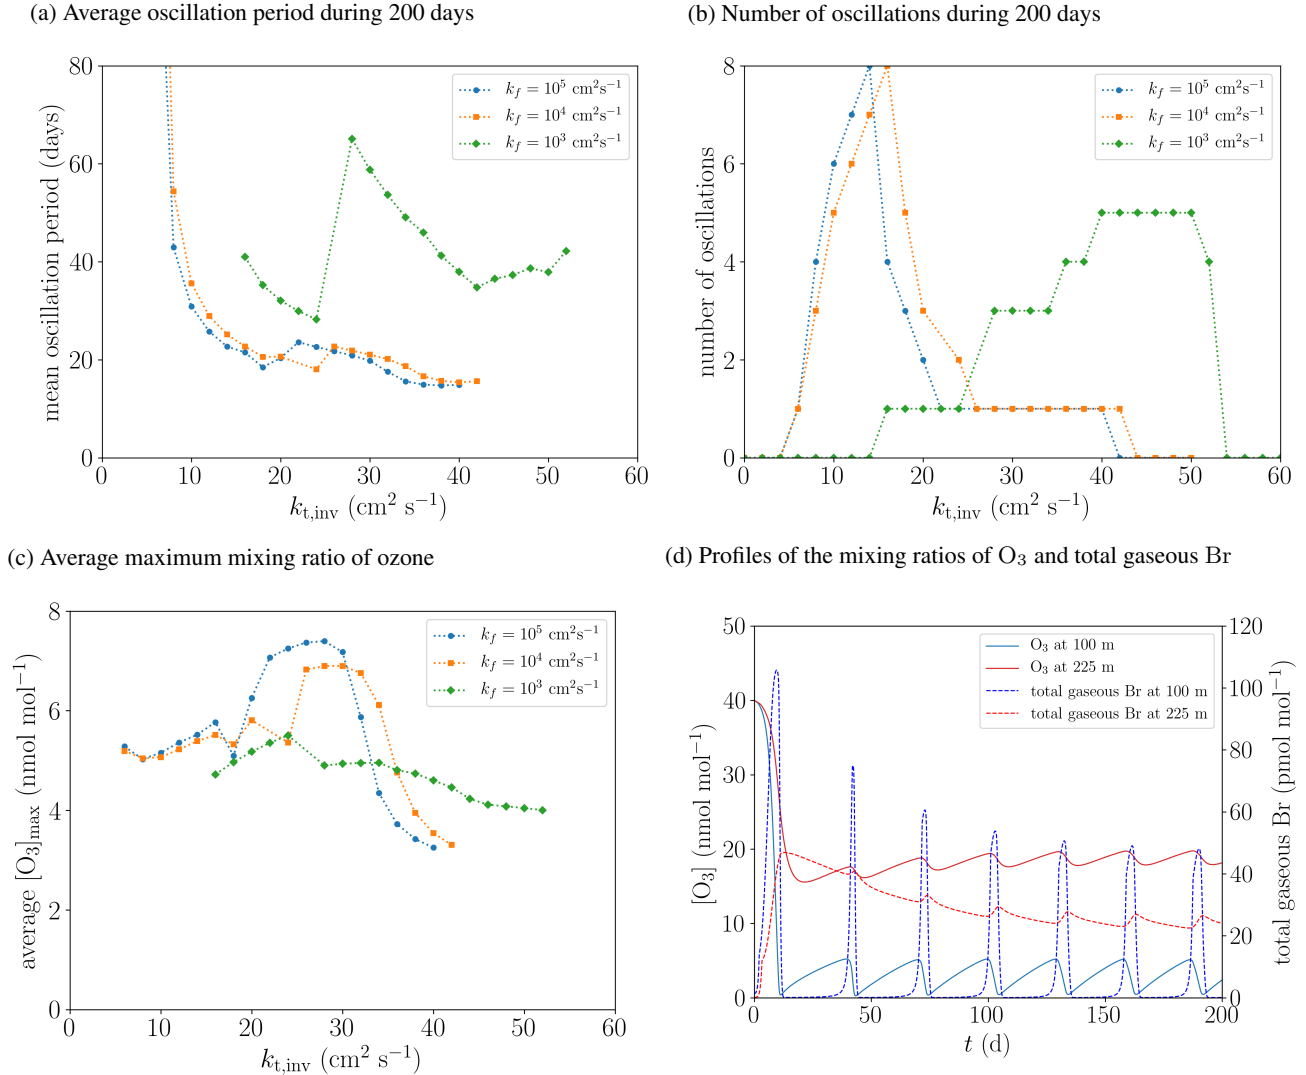 (a) Average oscillation period during 200 days
80
60
40
20
0
0 10 20 30 40 50 60
mean oscillation period (days)
k_{t,inv} (cm² s⁻¹)
k_f = 10⁵ cm²s⁻¹
k_f = 10⁴ cm²s⁻¹
k_f = 10³ cm²s⁻¹
(b) Number of oscillations during 200 days
8
6
4
2
0
0 10 20 30 40 50 60
number of oscillations
k_{t,inv} (cm² s⁻¹)
k_f = 10⁵ cm²s⁻¹
k_f = 10⁴ cm²s⁻¹
k_f = 10³ cm²s⁻¹
(c) Average maximum mixing ratio of ozone
8
6
4
2
0
0 10 20 30 40 50 60
average [O₃]_{max} (nmol mol⁻¹)
k_{t,inv} (cm² s⁻¹)
k_f = 10⁵ cm²s⁻¹
k_f = 10⁴ cm²s⁻¹
k_f = 10³ cm²s⁻¹
(d) Profiles of the mixing ratios of O₃ and total gaseous Br
50
40
30
20
10
0
0 50 100 150 200
[O₃] (nmol mol⁻¹)
t (d)
120
100
80
60
40
20
0
total gaseous Br (pmol mol⁻¹)
O₃ at 100 m
O₃ at 225 m
total gaseous Br at 100 m
total gaseous Br at 225 m